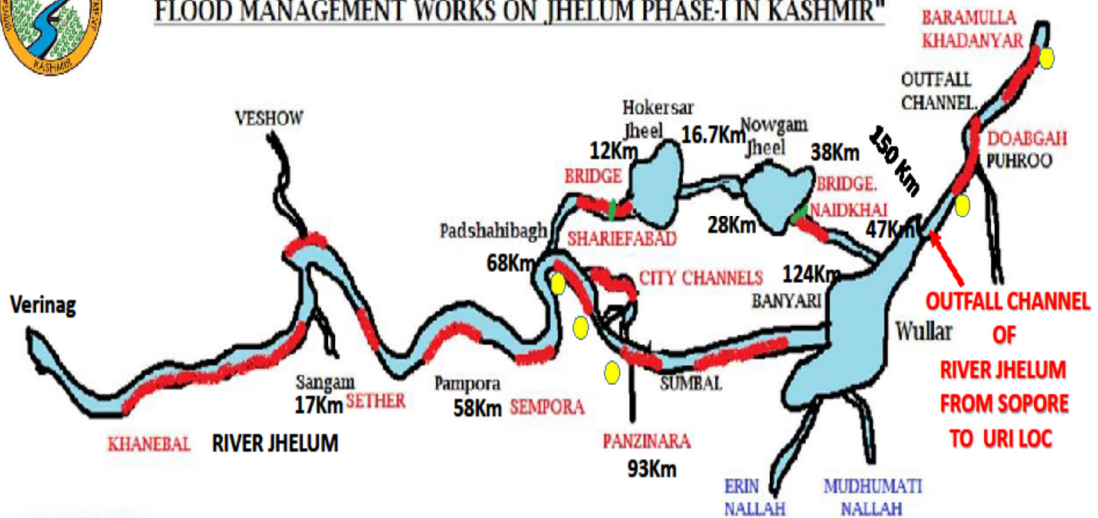 FLOOD MANAGEMENT WORKS ON JHELUM PHASE-I IN KASHMIR"
KASHMIR
BARAMULLA
KHADANYAR
OUTFALL
CHANNEL.
DOABGAH
PUHROO
VESHOW
Hokersar
Jheel
12Km
16.7Km
Nowgam
Jheel
38Km
150 Km
BRIDGE
BRIDGE.
NAIDKHAI
SHARIEFABAD
28Km
47Km
Padshahibagh
68Km
CITY CHANNELS
124Km
BANYARI
Verinag
OUTFALL CHANNEL
OF
RIVER JHELUM
FROM SOPORE
TO URI LOC
Wullar
Sangam
17Km
SETHER
Pampora
58Km
SEMPORA
SUMBAL
KHANEBAL
RIVER JHELUM
PANZINARA
93Km
ERIN
NALLAH
MUDHUMATI
NALLAH